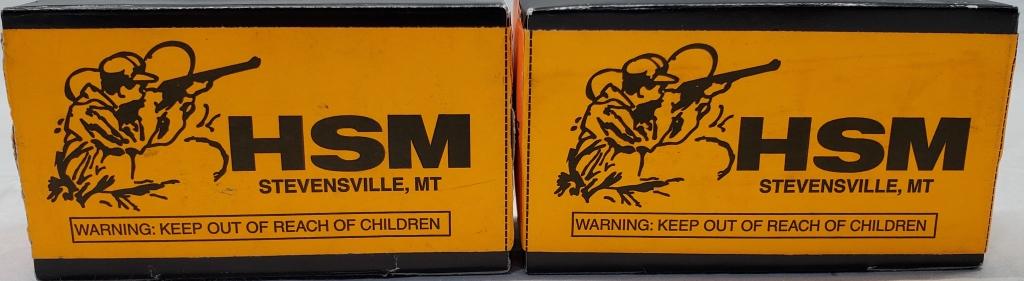 HSM
STEVENSVILLE, MT
WARNING: KEEP OUT OF REACH OF CHILDREN
HSM
STEVENSVILLE, MT
WARNING: KEEP OUT OF REACH OF CHILDREN